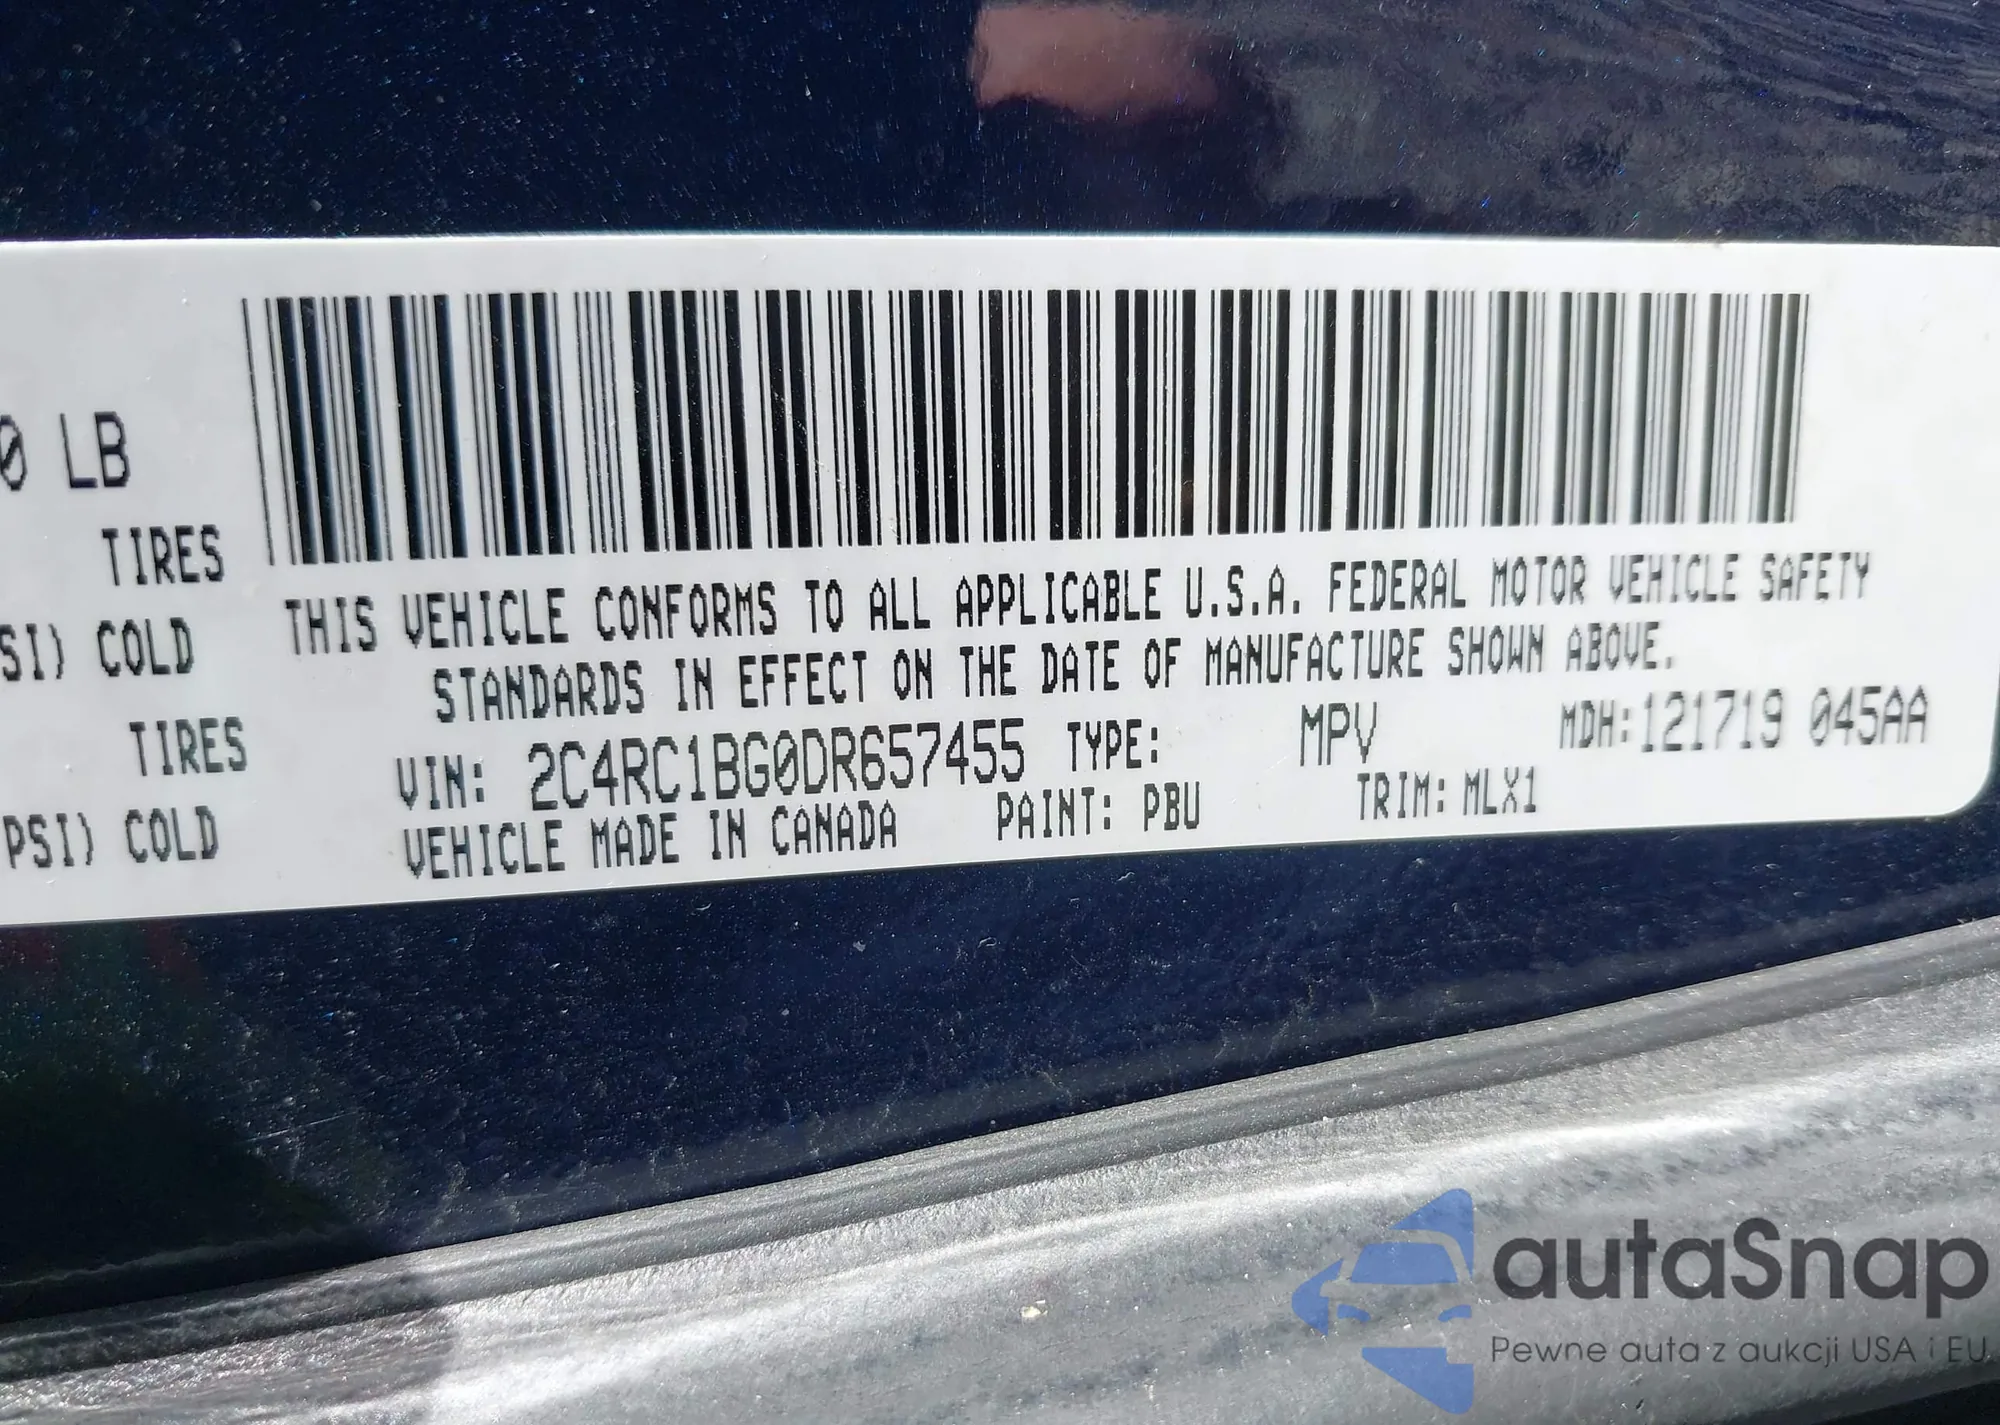 0 LB
TIRES
SI) COLD
TIRES
PSI) COLD
THIS VEHICLE CONFORMS TO ALL APPLICABLE U.S.A. FEDERAL MOTOR VEHICLE SAFETY
STANDARDS IN EFFECT ON THE DATE OF MANUFACTURE SHOWN ABOVE.
VIN: 2C4RC1BG0DR657455 TYPE: MPV MDH:121719 045AA
VEHICLE MADE IN CANADA PAINT: PBU TRIM: MLX1
autaSnap
Pewne auta z aukcji USA i EU